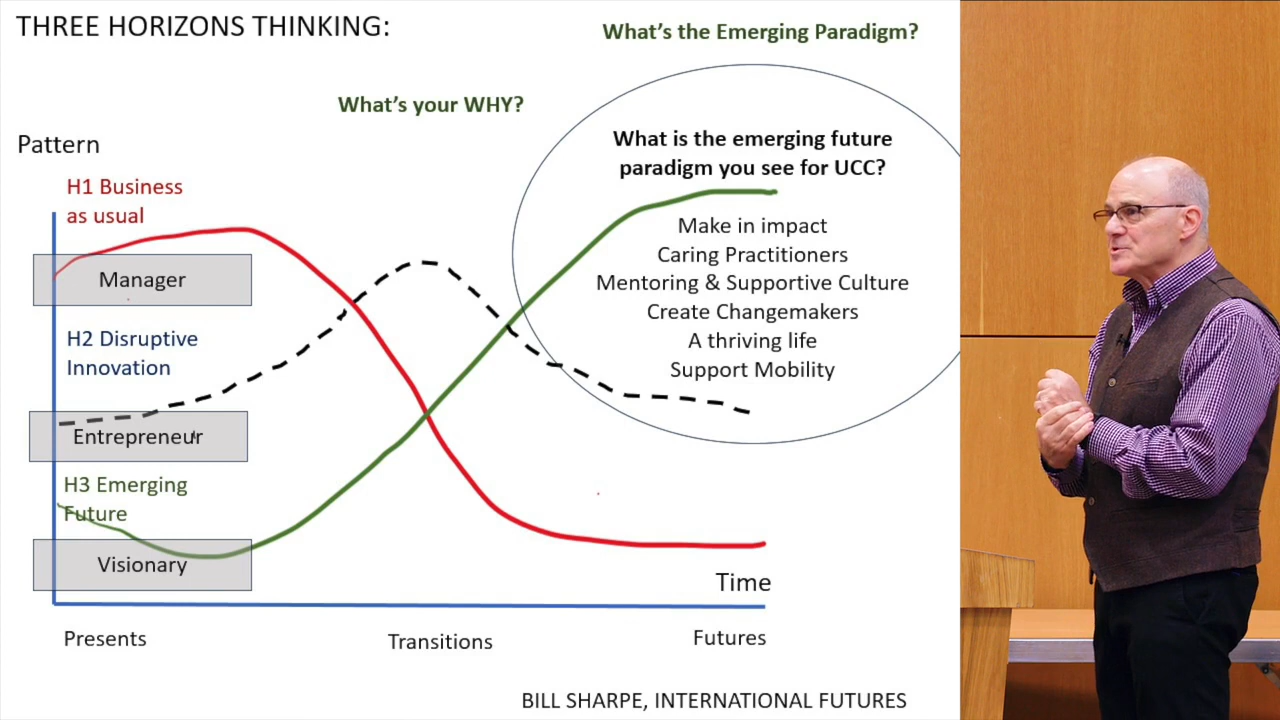 THREE HORIZONS THINKING:
What's the Emerging Paradigm?
What's your WHY?
Pattern
What is the emerging future
paradigm you see for UCC?
H1 Business
as usual
Make in impact
Caring Practitioners
Manager
Mentoring & Supportive Culture
Create Changemakers
H2 Disruptive
Innovation
A thriving life
Support Mobility
Entrepreneur
H3 Emerging
Future
Visionary
Time
Presents
Transitions
Futures
BILL SHARPE, INTERNATIONAL FUTURES